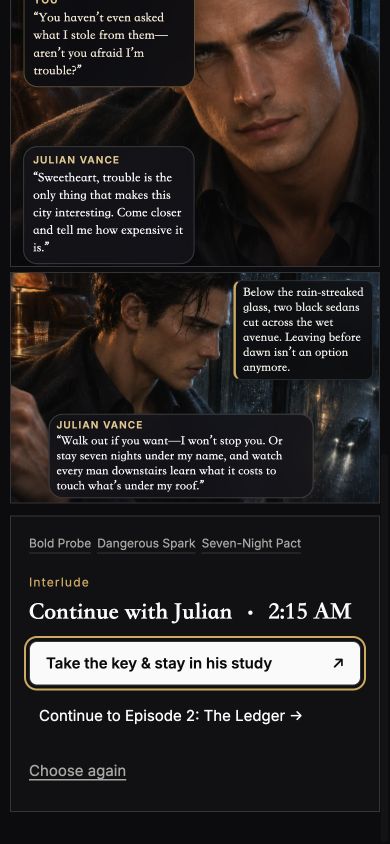 YOU
“You haven’t even asked
what I stole from them—
aren’t you afraid I’m
trouble?”
JULIAN VANCE
“Sweetheart, trouble is the
only thing that makes this
city interesting. Come closer
and tell me how expensive it
is.”
Below the rain-streaked
glass, two black sedans
cut across the wet
avenue. Leaving before
dawn isn’t an option
anymore.
JULIAN VANCE
“Walk out if you want—I won’t stop you. Or
stay seven nights under my name, and watch
every man downstairs learn what it costs to
touch what’s under my roof.”
Bold Probe Dangerous Spark Seven-Night Pact
Interlude
Continue with Julian · 2:15 AM
Take the key & stay in his study ↗
Continue to Episode 2: The Ledger →
Choose again